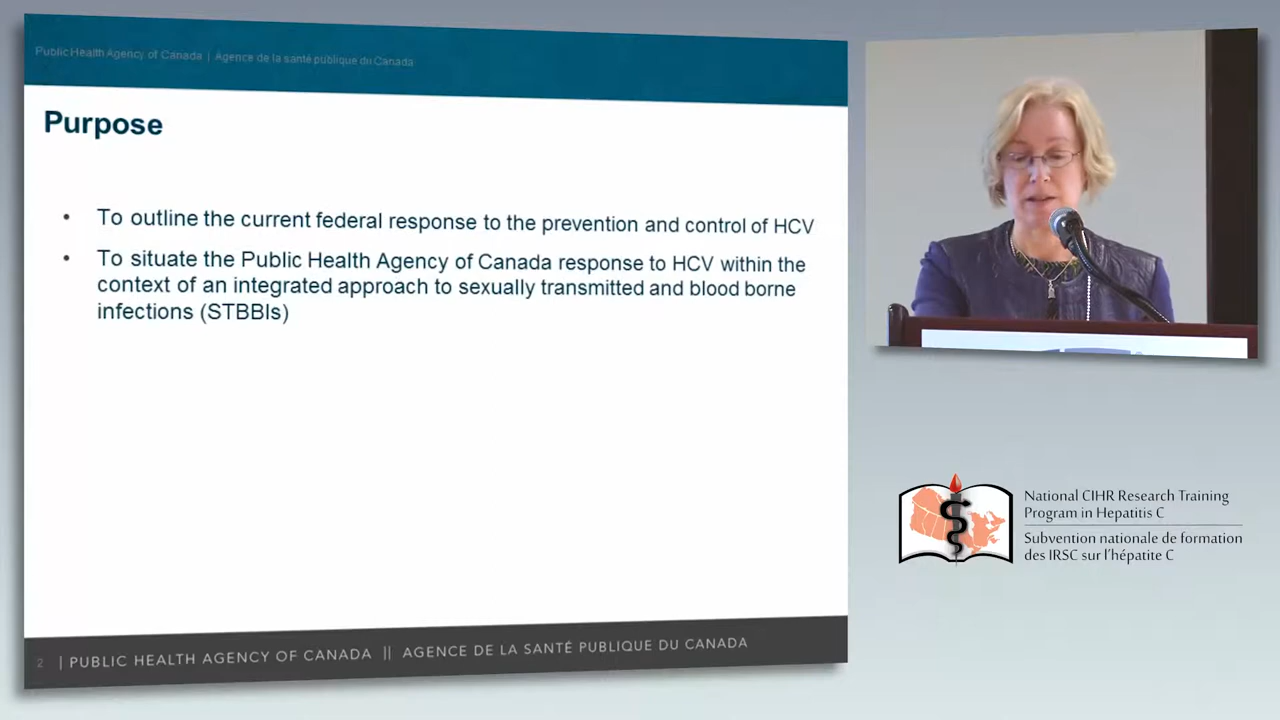 Public Health Agency of Canada | Agence de la santé publique du Canada
Purpose
• To outline the current federal response to the prevention and control of HCV
• To situate the Public Health Agency of Canada response to HCV within the
context of an integrated approach to sexually transmitted and blood borne
infections (STBBIs)
2 | PUBLIC HEALTH AGENCY OF CANADA || AGENCE DE LA SANTÉ PUBLIQUE DU CANADA
National CIHR Research Training
Program in Hepatitis C
Subvention nationale de formation
des IRSC sur l'hépatite C